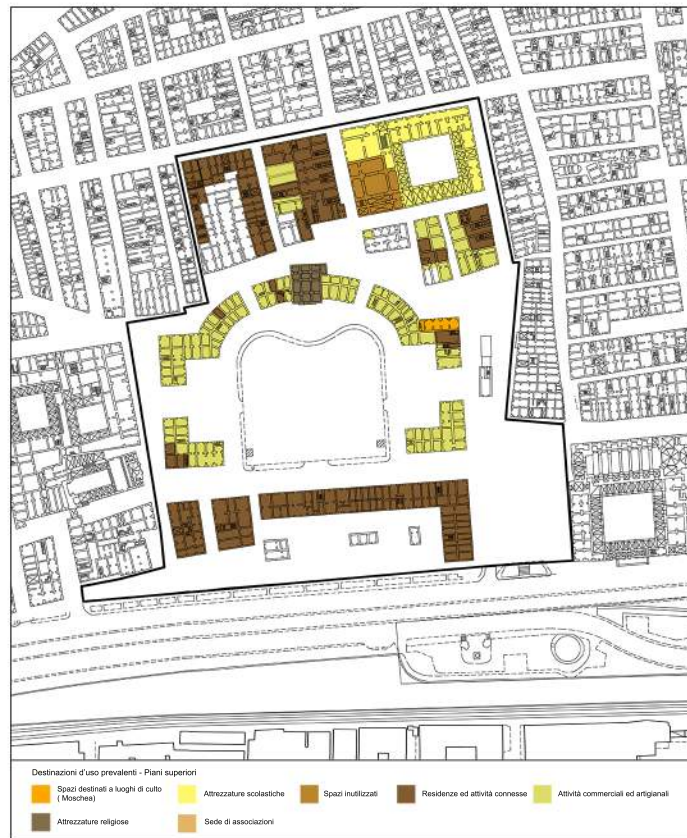 Destinazioni d'uso prevalenti - Piani superiori
Spazi destinati a luoghi di culto
( Moschea)
Attrezzature scolastiche
Spazi inutilizzati
Residenze ed attività connesse
Attività commerciali ed artigianali
Attrezzature religiose
Sede di associazioni